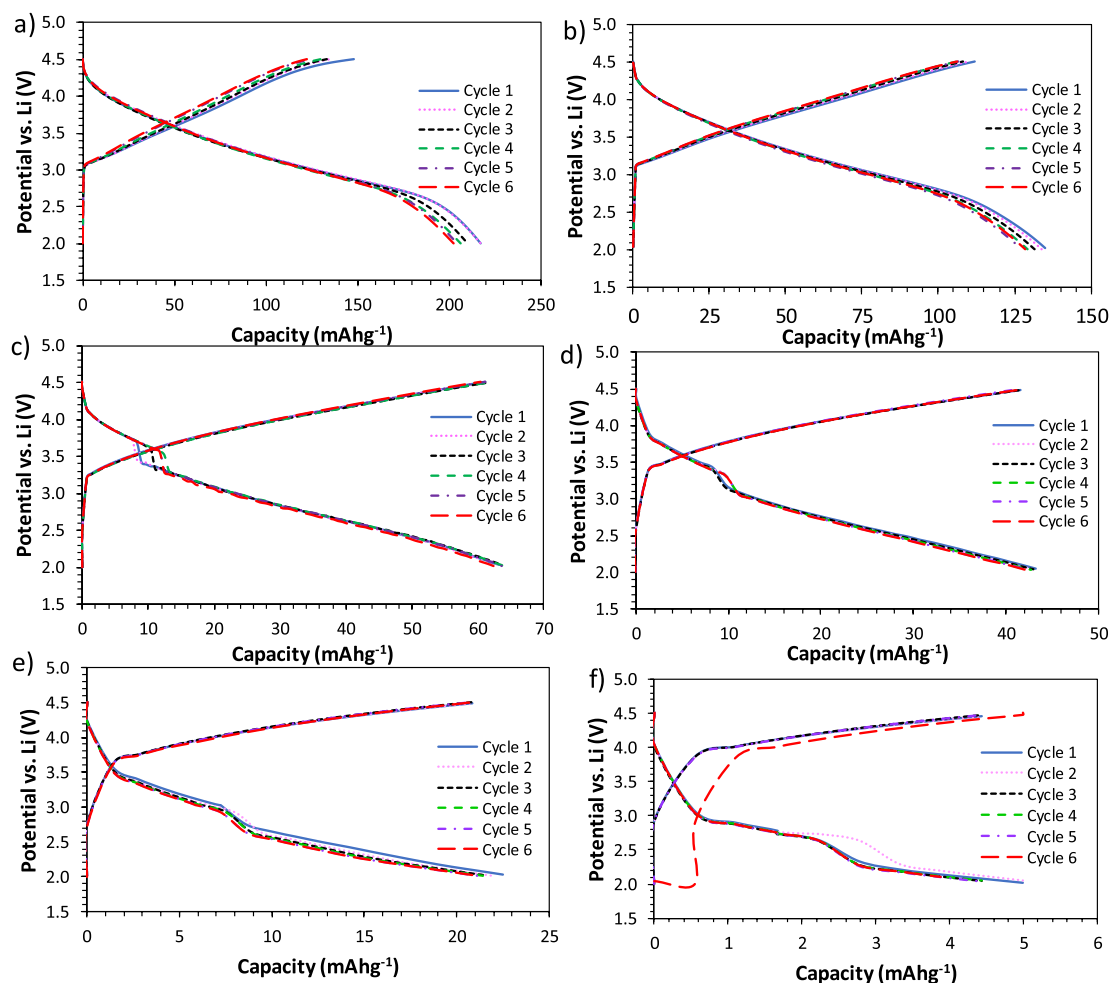 a)
5.0
4.5
4.0
3.5
3.0
2.5
2.0
1.5
Potential vs. Li (V)
0
50
100
150
200
250
Capacity (mAhg⁻¹)
Cycle 1
Cycle 2
Cycle 3
Cycle 4
Cycle 5
Cycle 6
b)
5.0
4.5
4.0
3.5
3.0
2.5
2.0
1.5
Potential vs. Li (V)
0
25
50
75
100
125
150
Capacity (mAhg⁻¹)
Cycle 1
Cycle 2
Cycle 3
Cycle 4
Cycle 5
Cycle 6
c)
5.0
4.5
4.0
3.5
3.0
2.5
2.0
1.5
Potential vs. Li (V)
0
10
20
30
40
50
60
70
Capacity (mAhg⁻¹)
Cycle 1
Cycle 2
Cycle 3
Cycle 4
Cycle 5
Cycle 6
d)
5.0
4.5
4.0
3.5
3.0
2.5
2.0
1.5
Potential vs. Li (V)
0
10
20
30
40
50
Capacity (mAhg⁻¹)
Cycle 1
Cycle 2
Cycle 3
Cycle 4
Cycle 5
Cycle 6
e)
5.0
4.5
4.0
3.5
3.0
2.5
2.0
1.5
Potential vs. Li (V)
0
5
10
15
20
25
Capacity (mAhg⁻¹)
Cycle 1
Cycle 2
Cycle 3
Cycle 4
Cycle 5
Cycle 6
f)
5.0
4.5
4.0
3.5
3.0
2.5
2.0
1.5
Potential vs. Li (V)
0
1
2
3
4
5
6
Capacity (mAhg⁻¹)
Cycle 1
Cycle 2
Cycle 3
Cycle 4
Cycle 5
Cycle 6